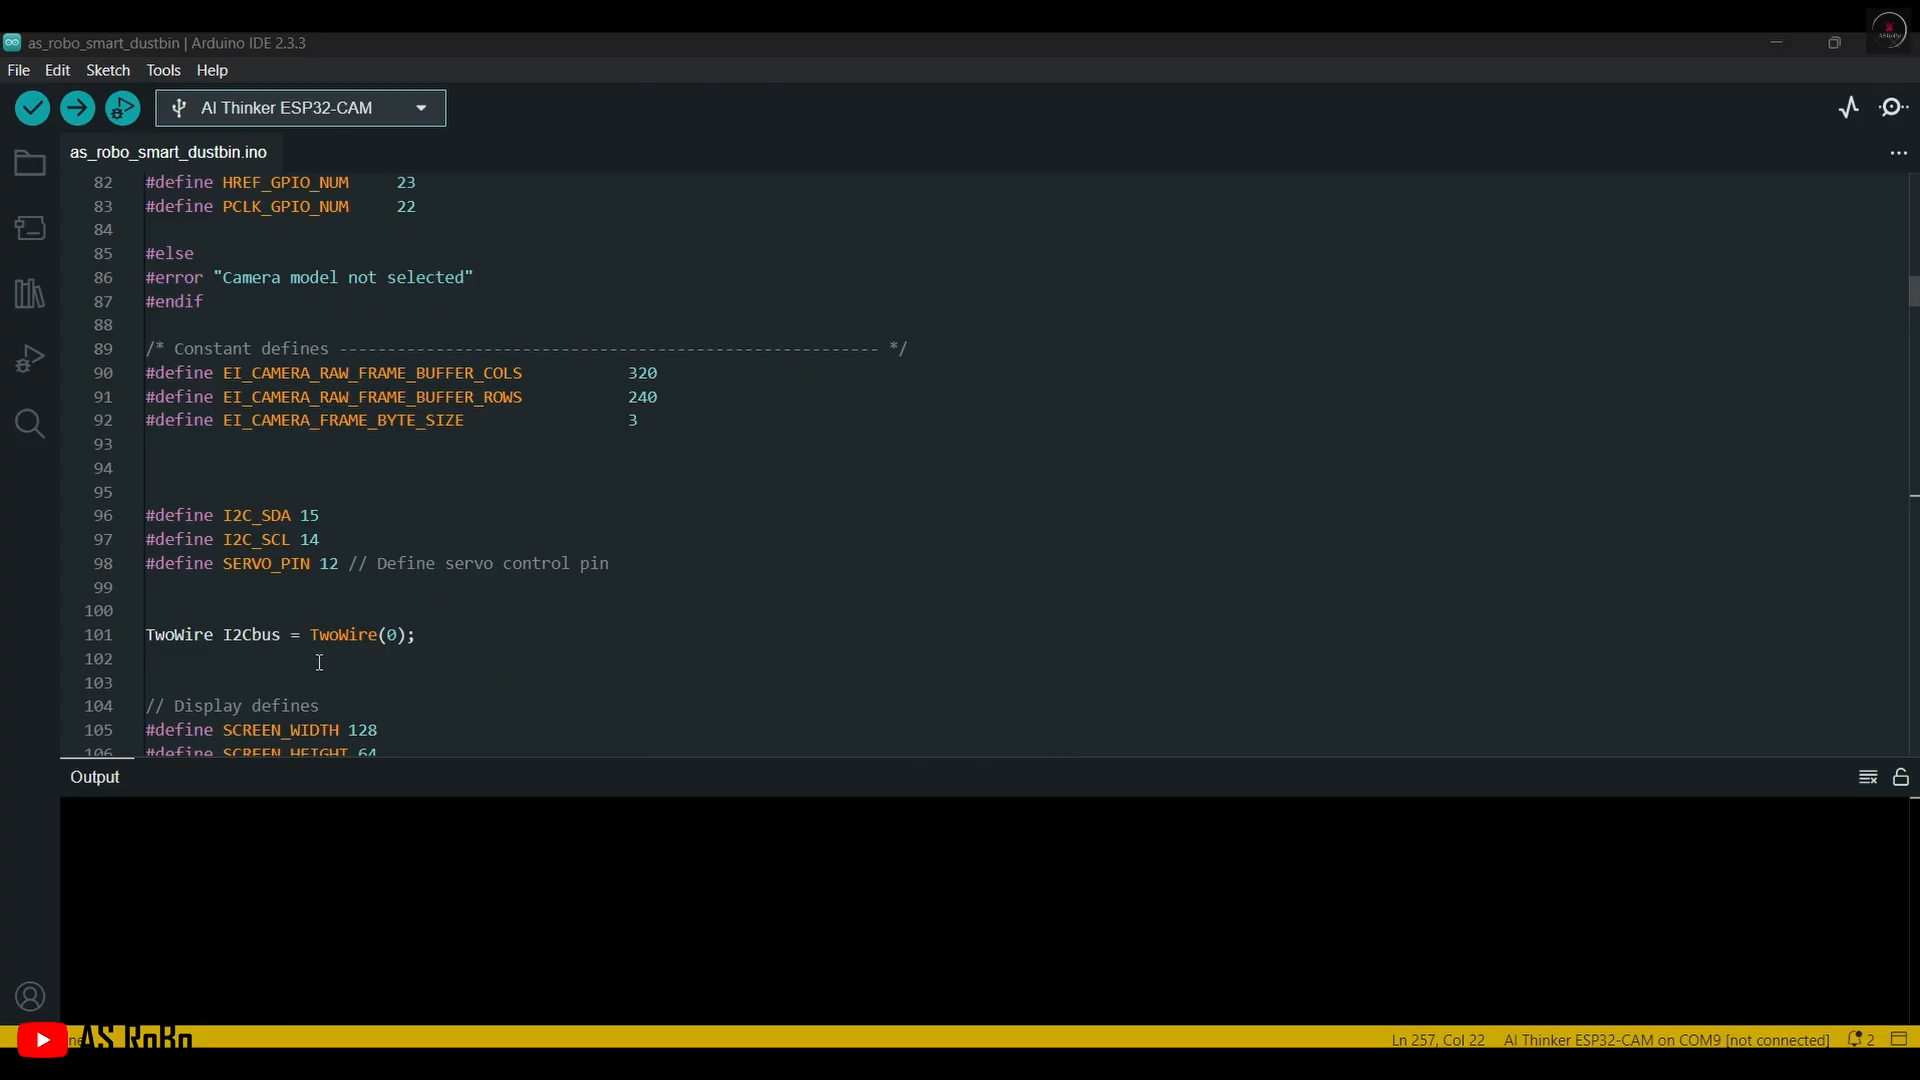 AS RoBo
as_robo_smart_dustbin | Arduino IDE 2.3.3
File Edit Sketch Tools Help
AI Thinker ESP32-CAM
as_robo_smart_dustbin.ino
82 #define HREF_GPIO_NUM 23
83 #define PCLK_GPIO_NUM 22
84
85 #else
86 #error "Camera model not selected"
87 #endif
88
89 /* Constant defines -------------------------------------------------------- */
90 #define EI_CAMERA_RAW_FRAME_BUFFER_COLS 320
91 #define EI_CAMERA_RAW_FRAME_BUFFER_ROWS 240
92 #define EI_CAMERA_FRAME_BYTE_SIZE 3
93
94
95
96 #define I2C_SDA 15
97 #define I2C_SCL 14
98 #define SERVO_PIN 12 // Define servo control pin
99
100
101 TwoWire I2Cbus = TwoWire(0);
102
103
104 // Display defines
105 #define SCREEN_WIDTH 128
106 #define SCREEN_HEIGHT 64
Output
AS RoBo
Ln 257, Col 22 AI Thinker ESP32-CAM on COM9 [not connected] 2